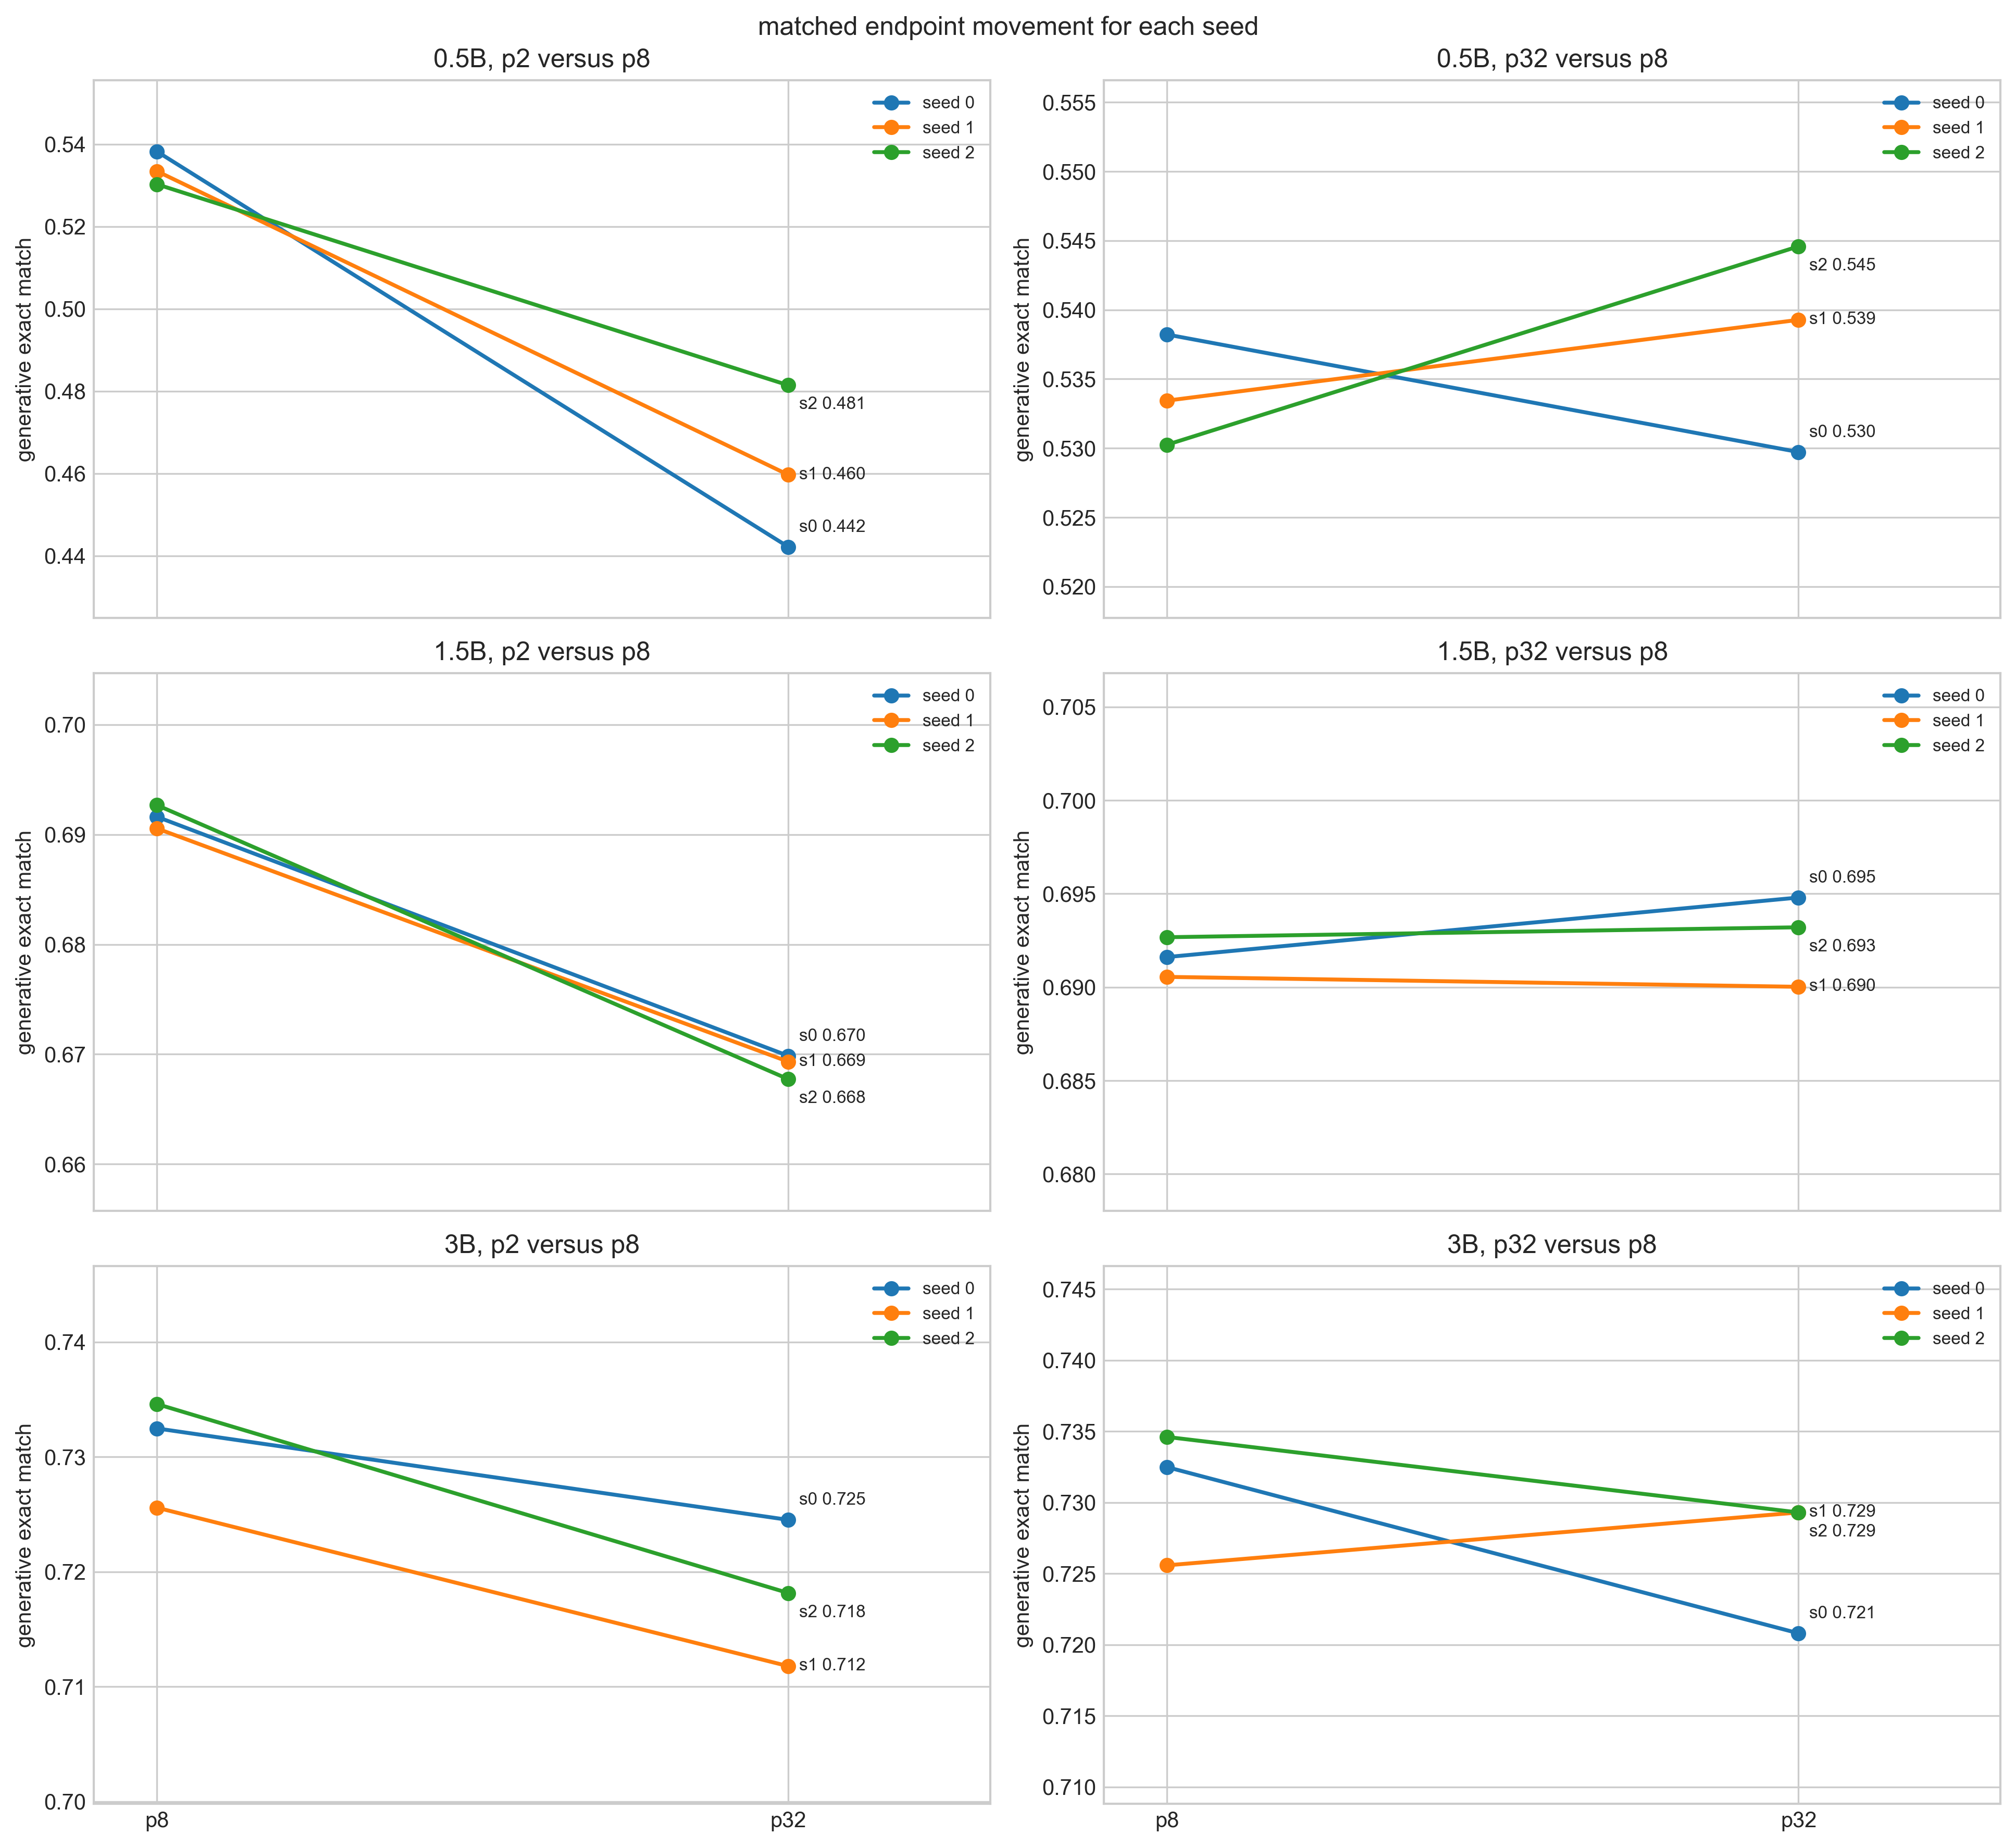 matched endpoint movement for each seed
0.5B, p2 versus p8
generative exact match
0.54
0.52
0.50
0.48
0.46
0.44
seed 0
seed 1
seed 2
s2 0.481
s1 0.460
s0 0.442
0.5B, p32 versus p8
generative exact match
0.555
0.550
0.545
0.540
0.535
0.530
0.525
0.520
seed 0
seed 1
seed 2
s2 0.545
s1 0.539
s0 0.530
1.5B, p2 versus p8
generative exact match
0.70
0.69
0.68
0.67
0.66
seed 0
seed 1
seed 2
s0 0.670
s1 0.669
s2 0.668
1.5B, p32 versus p8
generative exact match
0.705
0.700
0.695
0.690
0.685
0.680
seed 0
seed 1
seed 2
s0 0.695
s2 0.693
s1 0.690
3B, p2 versus p8
generative exact match
0.74
0.73
0.72
0.71
0.70
seed 0
seed 1
seed 2
s0 0.725
s2 0.718
s1 0.712
p8
p32
3B, p32 versus p8
generative exact match
0.745
0.740
0.735
0.730
0.725
0.720
0.715
0.710
seed 0
seed 1
seed 2
s1 0.729
s2 0.729
s0 0.721
p8
p32